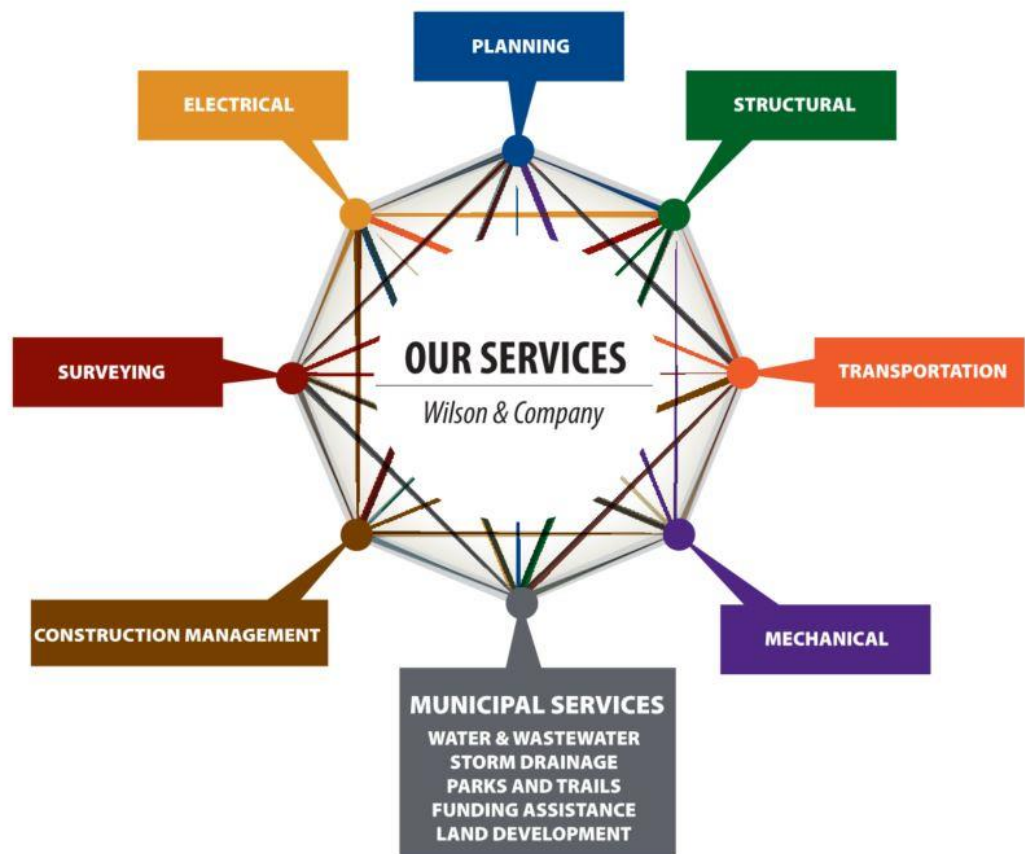 PLANNING
ELECTRICAL
STRUCTURAL
OUR SERVICES
Wilson & Company
SURVEYING
TRANSPORTATION
CONSTRUCTION MANAGEMENT
MECHANICAL
MUNICIPAL SERVICES
WATER & WASTEWATER
STORM DRAINAGE
PARKS AND TRAILS
FUNDING ASSISTANCE
LAND DEVELOPMENT